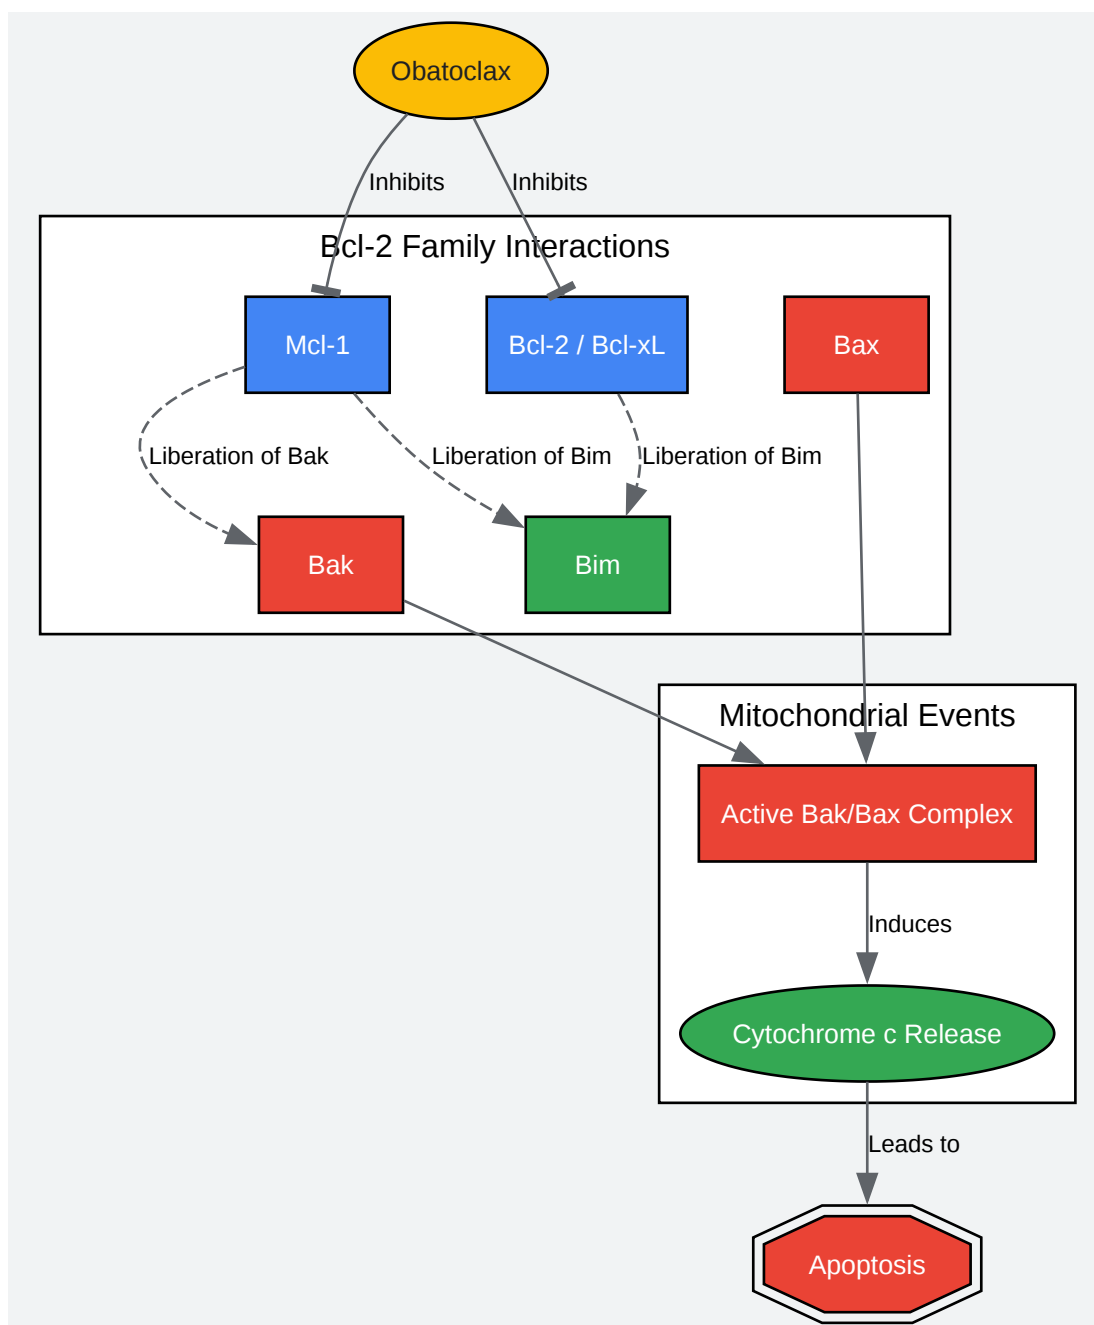 Obatoclax
Inhibits
Inhibits
Bcl-2 Family Interactions
Mcl-1
Bcl-2 / Bcl-xL
Bax
Liberation of Bak
Liberation of Bim
Liberation of Bim
Bak
Bim
Mitochondrial Events
Active Bak/Bax Complex
Induces
Cytochrome c Release
Leads to
Apoptosis